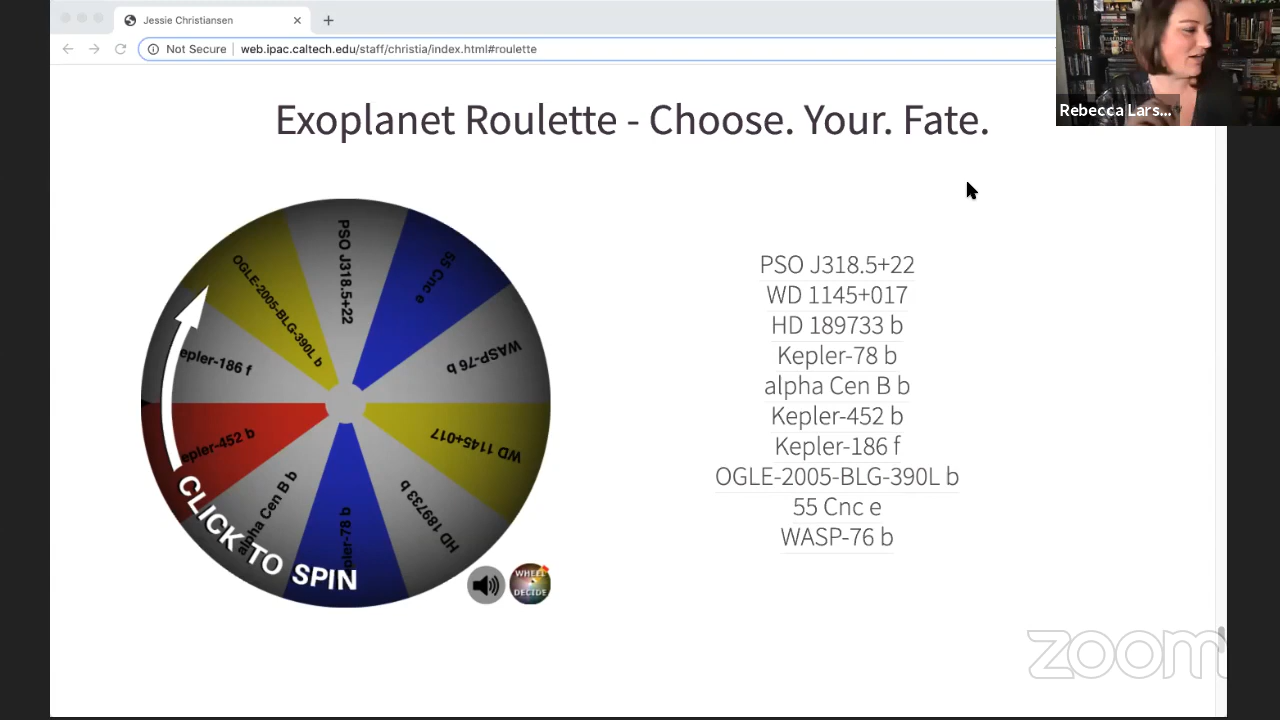 Jessie Christiansen
Not Secure
web.ipac.caltech.edu/staff/christia/index.html#roulette
Rebecca Lars...
Exoplanet Roulette - Choose. Your. Fate.
PSO J318.5+22
55 Cnc e
WASP-76 b
WD 1145+017
HD 189733 b
pler-78 b
alpha Cen B b
epler-452 b
epler-186 f
OGLE-2005-BLG-390L b
CLICK TO SPIN
WHEEL
DECIDE
PSO J318.5+22
WD 1145+017
HD 189733 b
Kepler-78 b
alpha Cen B b
Kepler-452 b
Kepler-186 f
OGLE-2005-BLG-390L b
55 Cnc e
WASP-76 b
zoom